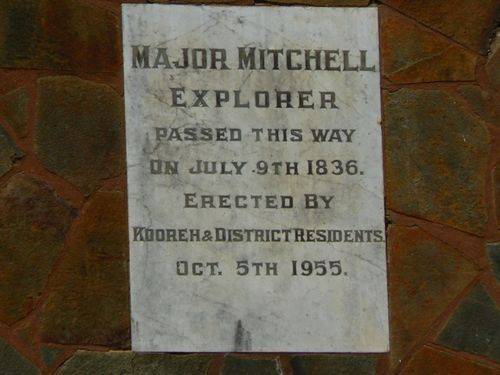 MAJOR MITCHELL
EXPLORER
PASSED THIS WAY
ON JULY 9TH 1836.
ERECTED BY
KOOREH & DISTRICT RESIDENTS.
OCT. 5TH 1955.